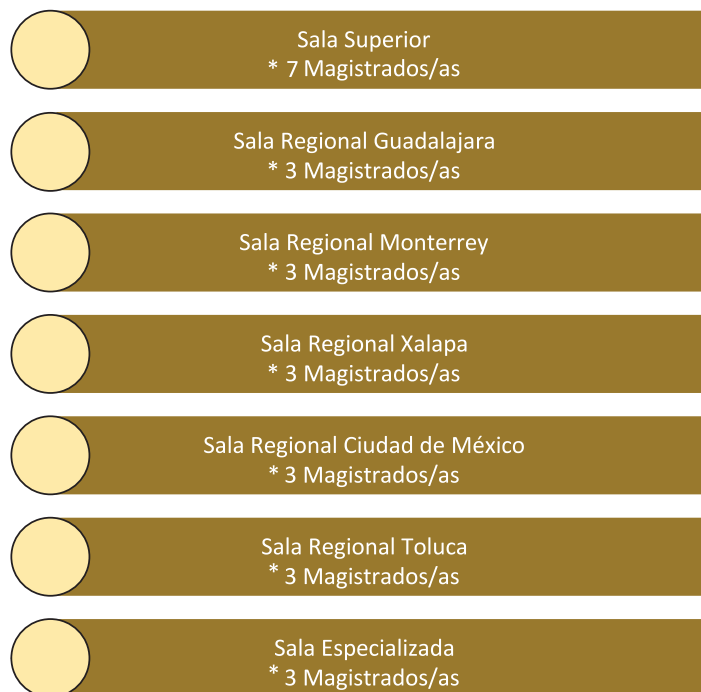 Sala Superior
* 7 Magistrados/as
Sala Regional Guadalajara
* 3 Magistrados/as
Sala Regional Monterrey
* 3 Magistrados/as
Sala Regional Xalapa
* 3 Magistrados/as
Sala Regional Ciudad de México
* 3 Magistrados/as
Sala Regional Toluca
* 3 Magistrados/as
Sala Especializada
* 3 Magistrados/as